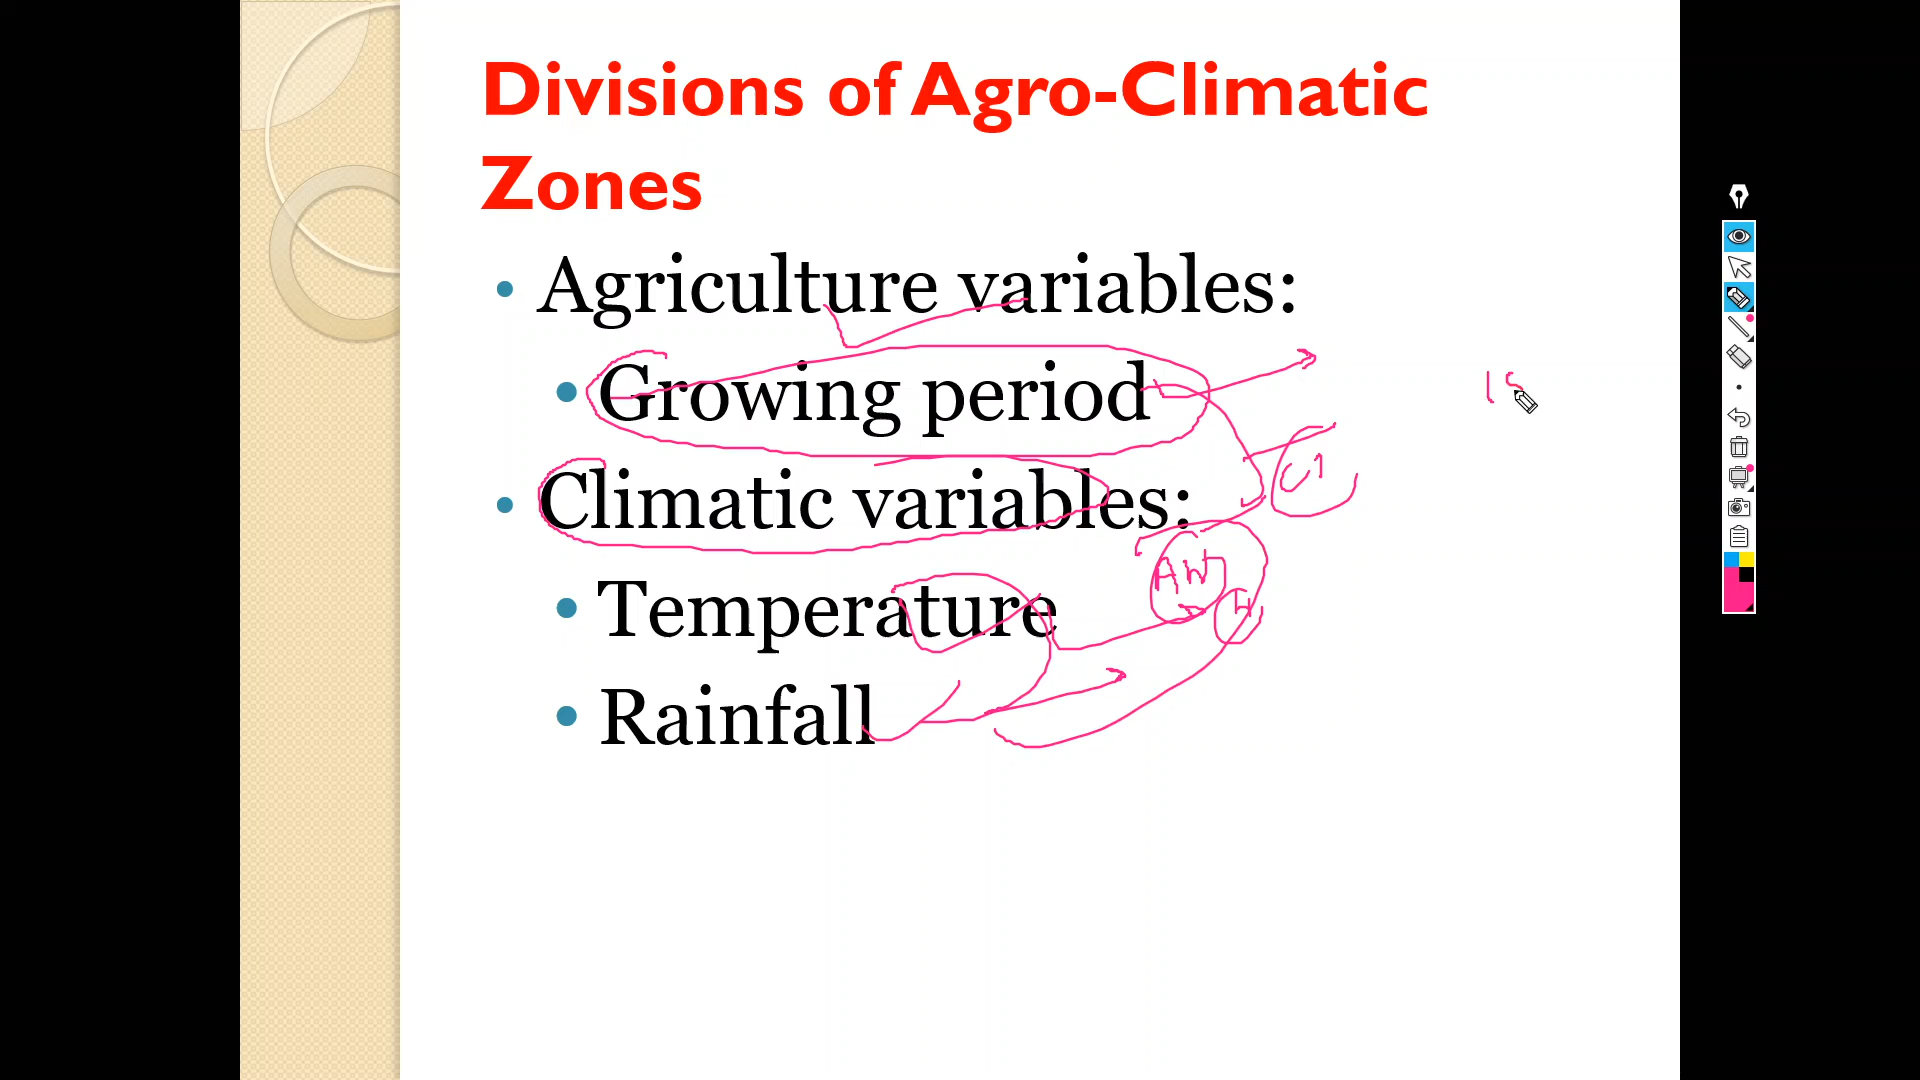 Divisions of Agro-Climatic
Zones
• Agriculture variables:
• Growing period
• Climatic variables:
• Temperature
• Rainfall